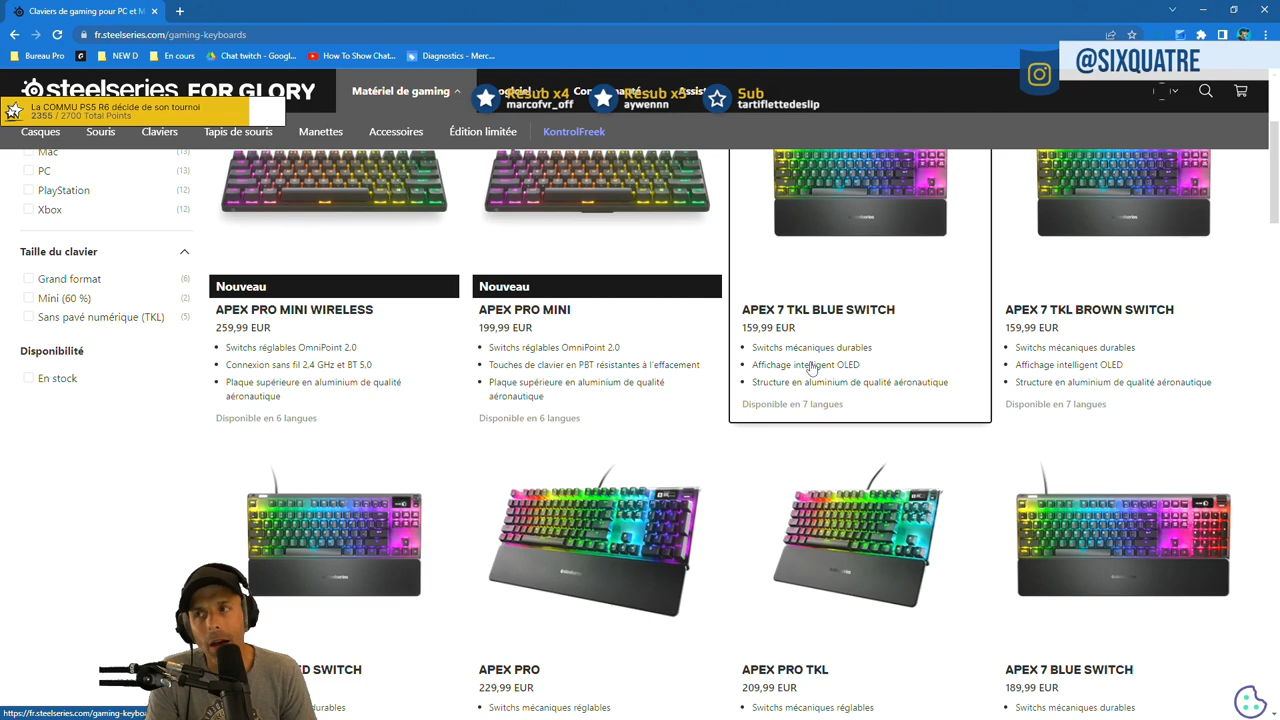 Claviers de gaming pour PC et M
fr.steelseries.com/gaming-keyboards
Bureau Pro
NEW D
En cours
Chat twitch - Googl...
How To Show Chat...
Diagnostics - Merc...
@SIXQUATRE
steelseries FOR GLORY
Matériel de gaming
Resub x4
marcofvr_off
Resub x5
aywennn
Sub
tartiflettedeslip
La COMMU PS5 R6 décide de son tournoi
2355 / 2700 Total Points
Casques
Souris
Claviers
Tapis de souris
Manettes
Accessoires
Édition limitée
KontrolFreek
Mac (13)
PC (13)
PlayStation (12)
Xbox (12)
Taille du clavier
Grand format (6)
Mini (60 %) (2)
Sans pavé numérique (TKL) (5)
Disponibilité
En stock
Nouveau
APEX PRO MINI WIRELESS
259,99 EUR
Switchs réglables OmniPoint 2.0
Connexion sans fil 2,4 GHz et BT 5,0
Plaque supérieure en aluminium de qualité
aéronautique
Disponible en 6 langues
Nouveau
APEX PRO MINI
199,99 EUR
Switchs réglables OmniPoint 2.0
Touches de clavier en PBT résistantes à l'effacement
Plaque supérieure en aluminium de qualité
aéronautique
Disponible en 6 langues
steelseries
APEX 7 TKL BLUE SWITCH
159,99 EUR
Switchs mécaniques durables
Affichage intelligent OLED
Structure en aluminium de qualité aéronautique
Disponible en 7 langues
steelseries
APEX 7 TKL BROWN SWITCH
159,99 EUR
Switchs mécaniques durables
Affichage intelligent OLED
Structure en aluminium de qualité aéronautique
Disponible en 7 langues
steelseries
SWITCH
durables
steelseries
APEX PRO
229,99 EUR
Switchs mécaniques réglables
steelseries
APEX PRO TKL
209,99 EUR
Switchs mécaniques réglables
steelseries
APEX 7 BLUE SWITCH
189,99 EUR
Switchs mécaniques durables
https://fr.steelseries.com/gaming-keyboa